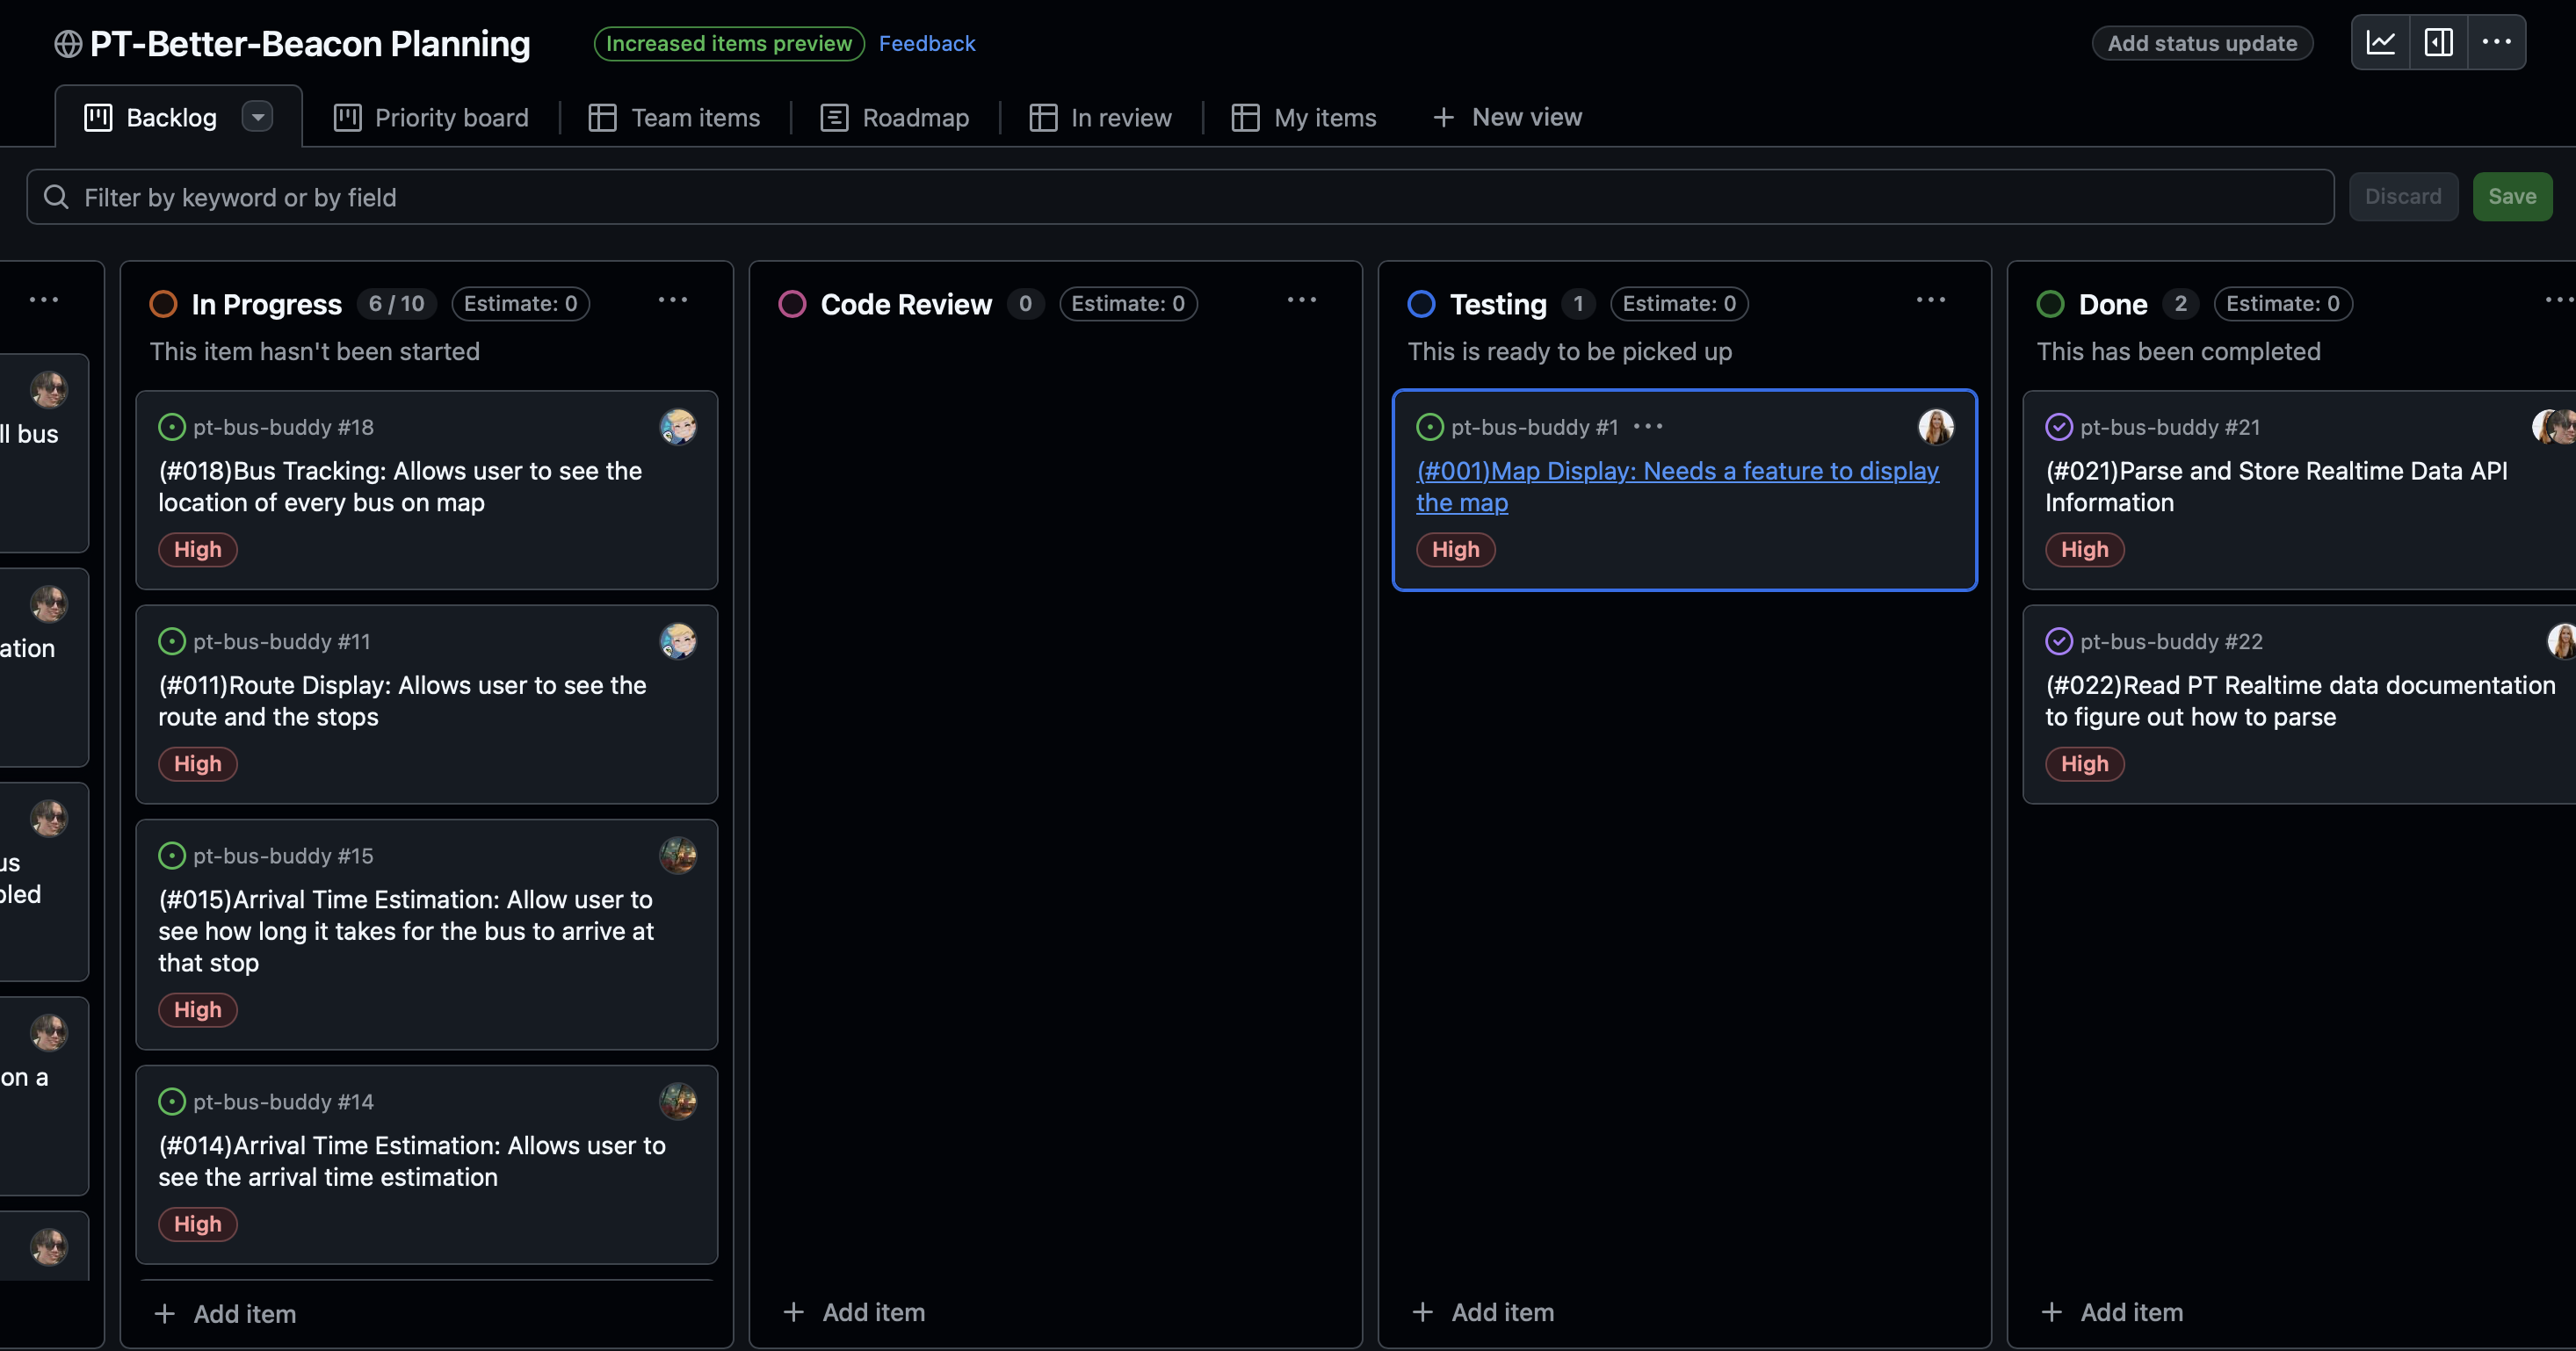 PT-Better-Beacon Planning
Increased items preview
Feedback
Add status update
Backlog
Priority board
Team items
Roadmap
In review
My items
New view
Filter by keyword or by field
Discard
Save
ll bus
ation
us
bled
on a
In Progress
6 / 10
Estimate: 0
This item hasn't been started
pt-bus-buddy #18
(#018)Bus Tracking: Allows user to see the
location of every bus on map
High
pt-bus-buddy #11
(#011)Route Display: Allows user to see the
route and the stops
High
pt-bus-buddy #15
(#015)Arrival Time Estimation: Allow user to
see how long it takes for the bus to arrive at
that stop
High
pt-bus-buddy #14
(#014)Arrival Time Estimation: Allows user to
see the arrival time estimation
High
Add item
Code Review
0
Estimate: 0
Add item
Testing
1
Estimate: 0
This is ready to be picked up
pt-bus-buddy #1
(#001)Map Display: Needs a feature to display
the map
High
Add item
Done
2
Estimate: 0
This has been completed
pt-bus-buddy #21
(#021)Parse and Store Realtime Data API
Information
High
pt-bus-buddy #22
(#022)Read PT Realtime data documentation
to figure out how to parse
High
Add item